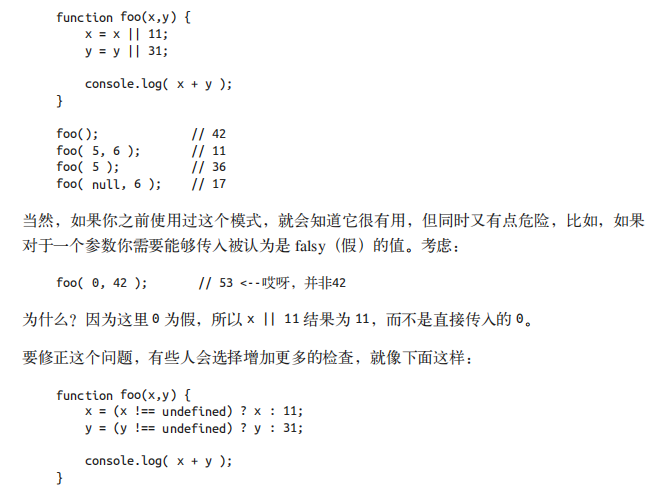 function foo(x,y) {
    x = x || 11;
    y = y || 31;

    console.log( x + y );
}

foo();              // 42
foo( 5, 6 );        // 11
foo( 5 );           // 36
foo( null, 6 );     // 17

当然，如果你之前使用过这个模式，就会知道它很有用，但同时又有点危险，比如，如果
对于一个参数你需要能够传入被认为是 falsy（假）的值。考虑：

foo( 0, 42 );       // 53 <--哎呀，并非42

为什么？因为这里 0 为假，所以 x || 11 结果为 11，而不是直接传入的 0。

要修正这个问题，有些人会选择增加更多的检查，就像下面这样：

function foo(x,y) {
    x = (x !== undefined) ? x : 11;
    y = (y !== undefined) ? y : 31;

    console.log( x + y );
}